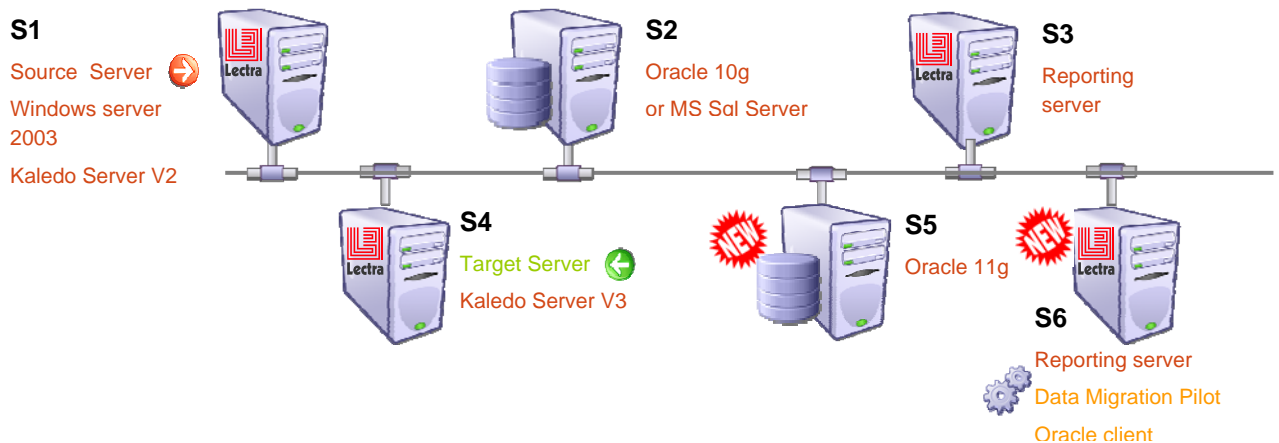 S1
Source Server
Windows server
2003
Kaledo Server V2
Lectra
S2
Oracle 10g
or MS Sql Server
Lectra
S3
Reporting
server
Lectra
S4
Target Server
Kaledo Server V3
NEW
S5
Oracle 11g
NEW
Lectra
S6
Reporting server
Data Migration Pilot
Oracle client